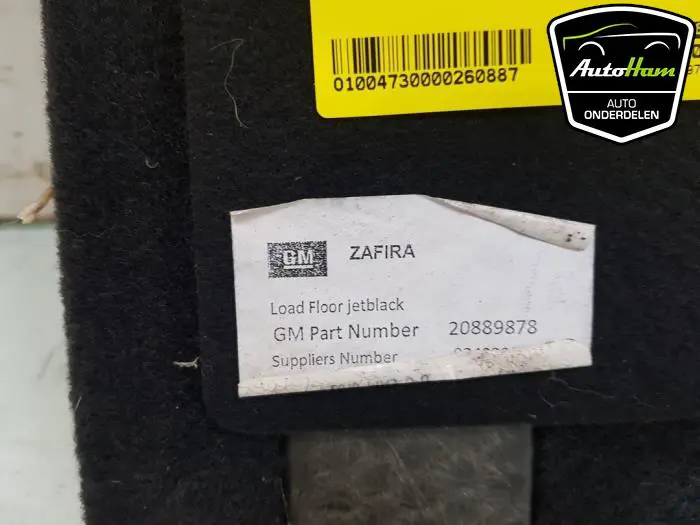 01004730000260887
AutoHam
AUTO
ONDERDELEN
GM
ZAFIRA
Load Floor jetblack
GM Part Number 20889878
Suppliers Number